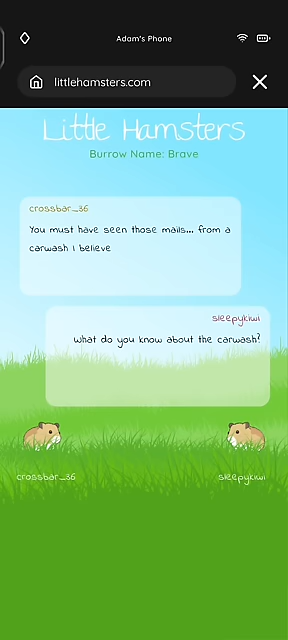 Adam's Phone
littlehamsters.com
Little Hamsters
Burrow Name: Brave
crossbar_36
You must have seen those mails... from a
carwash I believe
sleepykiwi
What do you know about the carwash?
crossbar_36
sleepykiwi